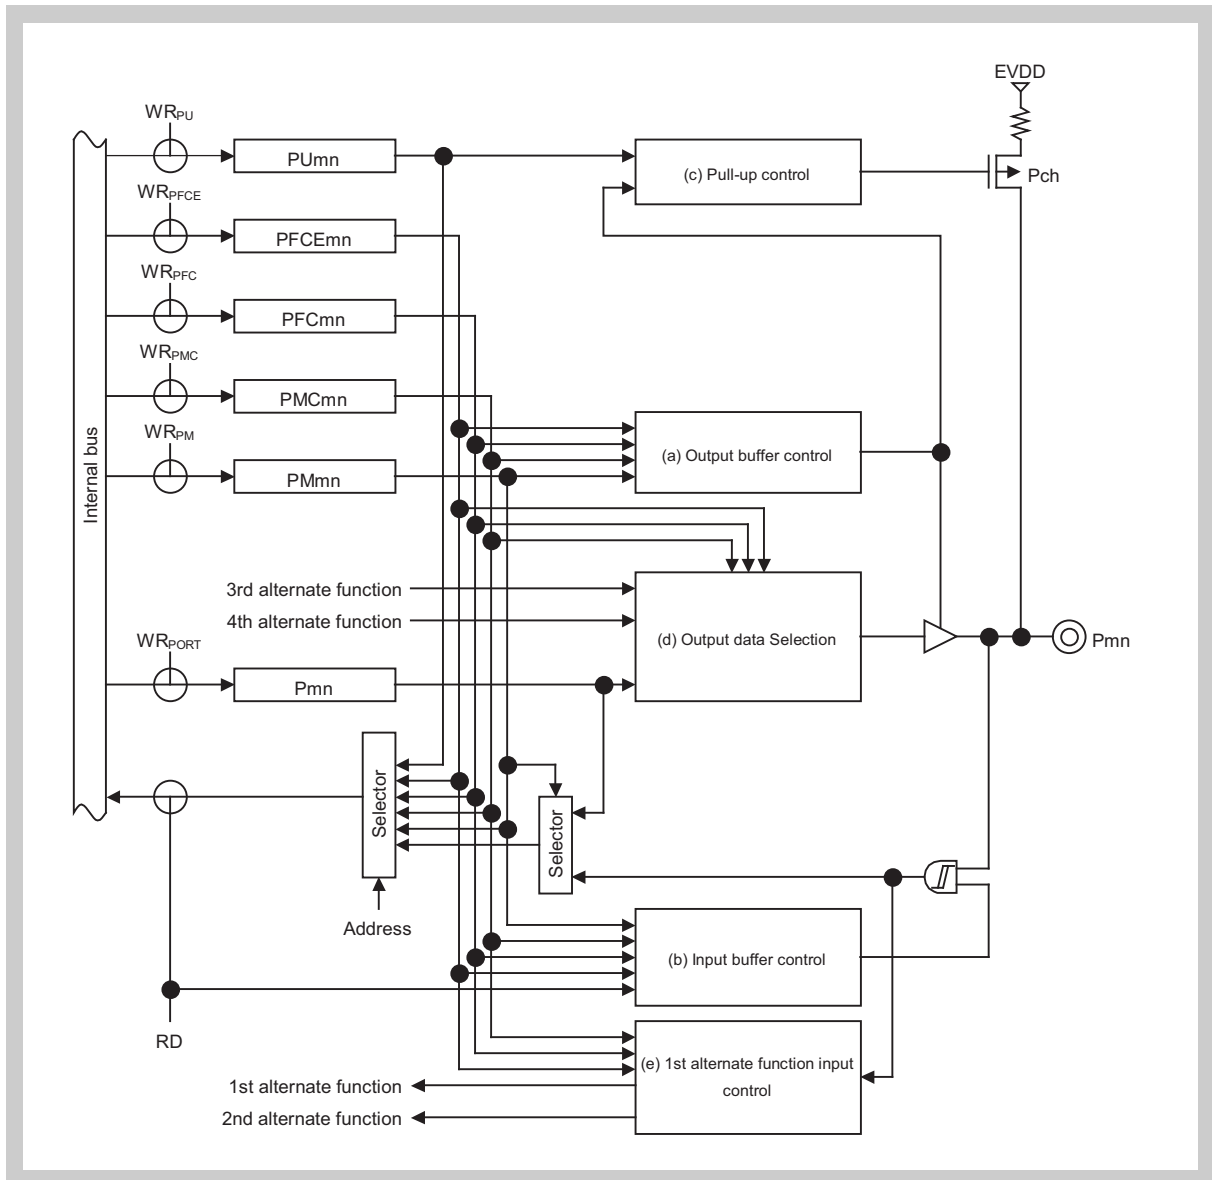 EVDD
WRPU
PUmn
(c) Pull-up control
Pch
WRPFCE
PFCEmn
WRPFC
PFCmn
WRPMC
PMCmn
WRPM
PMmn
(a) Output buffer control
Internal bus
3rd alternate function
4th alternate function
(d) Output data Selection
Pmn
WRPORT
Pmn
Selector
Selector
Address
(b) Input buffer control
RD
(e) 1st alternate function input
control
1st alternate function
2nd alternate function